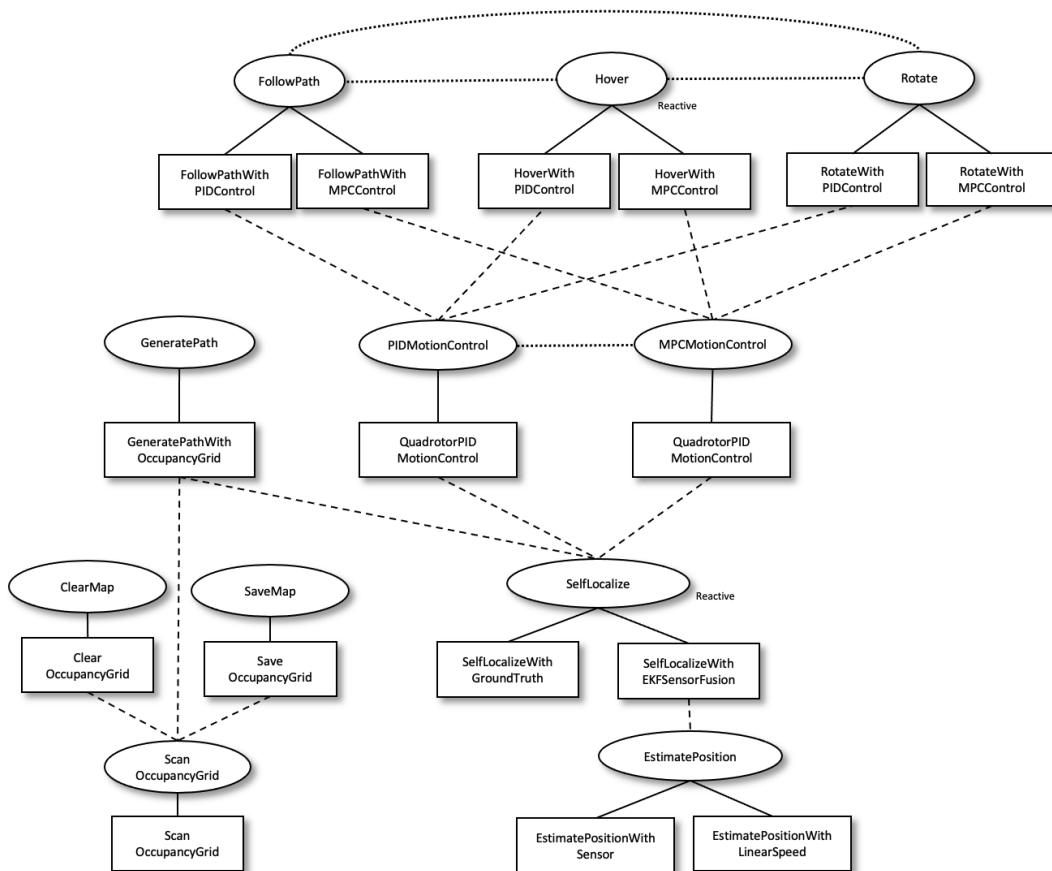 FollowPath
Hover
Rotate
Reactive
FollowPathWith
PIDControl
FollowPathWith
MPCControl
HoverWith
PIDControl
HoverWith
MPCControl
RotateWith
PIDControl
RotateWith
MPCControl
GeneratePath
PIDMotionControl
MPCMotionControl
GeneratePathWith
OccupancyGrid
QuadrotorPID
MotionControl
QuadrotorPID
MotionControl
ClearMap
SaveMap
SelfLocalize
Reactive
Clear
OccupancyGrid
Save
OccupancyGrid
SelfLocalizeWith
GroundTruth
SelfLocalizeWith
EKFSensorFusion
Scan
OccupancyGrid
EstimatePosition
Scan
OccupancyGrid
EstimatePositionWith
Sensor
EstimatePositionWith
LinearSpeed